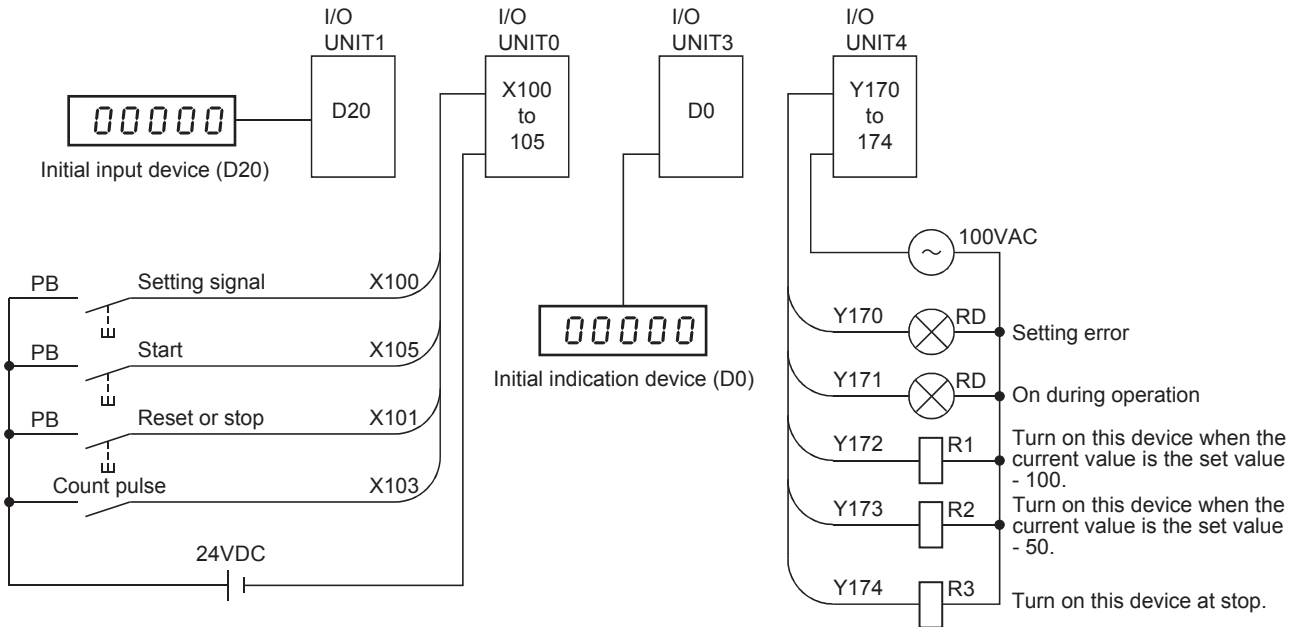 I/O
UNIT1
I/O
UNIT0
I/O
UNIT3
I/O
UNIT4
00000
D20
X100
to
105
D0
Y170
to
174
Initial input device (D20)
100VAC
PB
Setting signal
X100
PB
Start
X105
PB
Reset or stop
X101
Count pulse
X103
24VDC
00000
Initial indication device (D0)
Y170
RD
Setting error
Y171
RD
On during operation
Y172
R1
Turn on this device when the
current value is the set value
- 100.
Y173
R2
Turn on this device when the
current value is the set value
- 50.
Y174
R3
Turn on this device at stop.